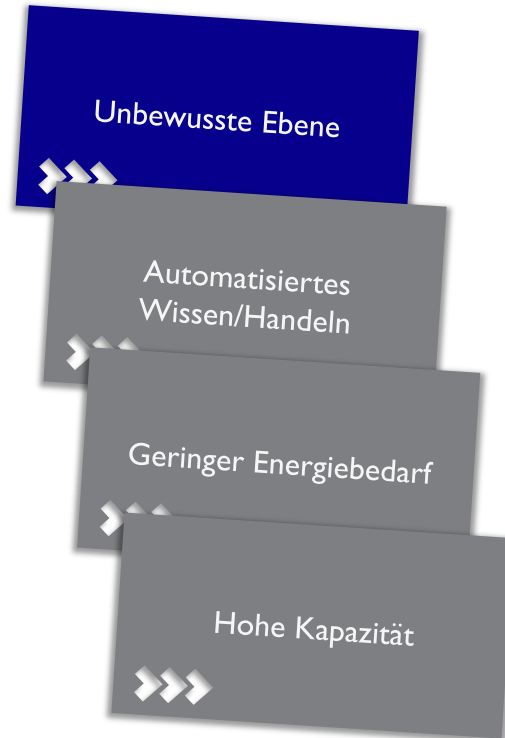 Unbewusste Ebene
Automatisiertes
Wissen/Handeln
Geringer Energiebedarf
Hohe Kapazität